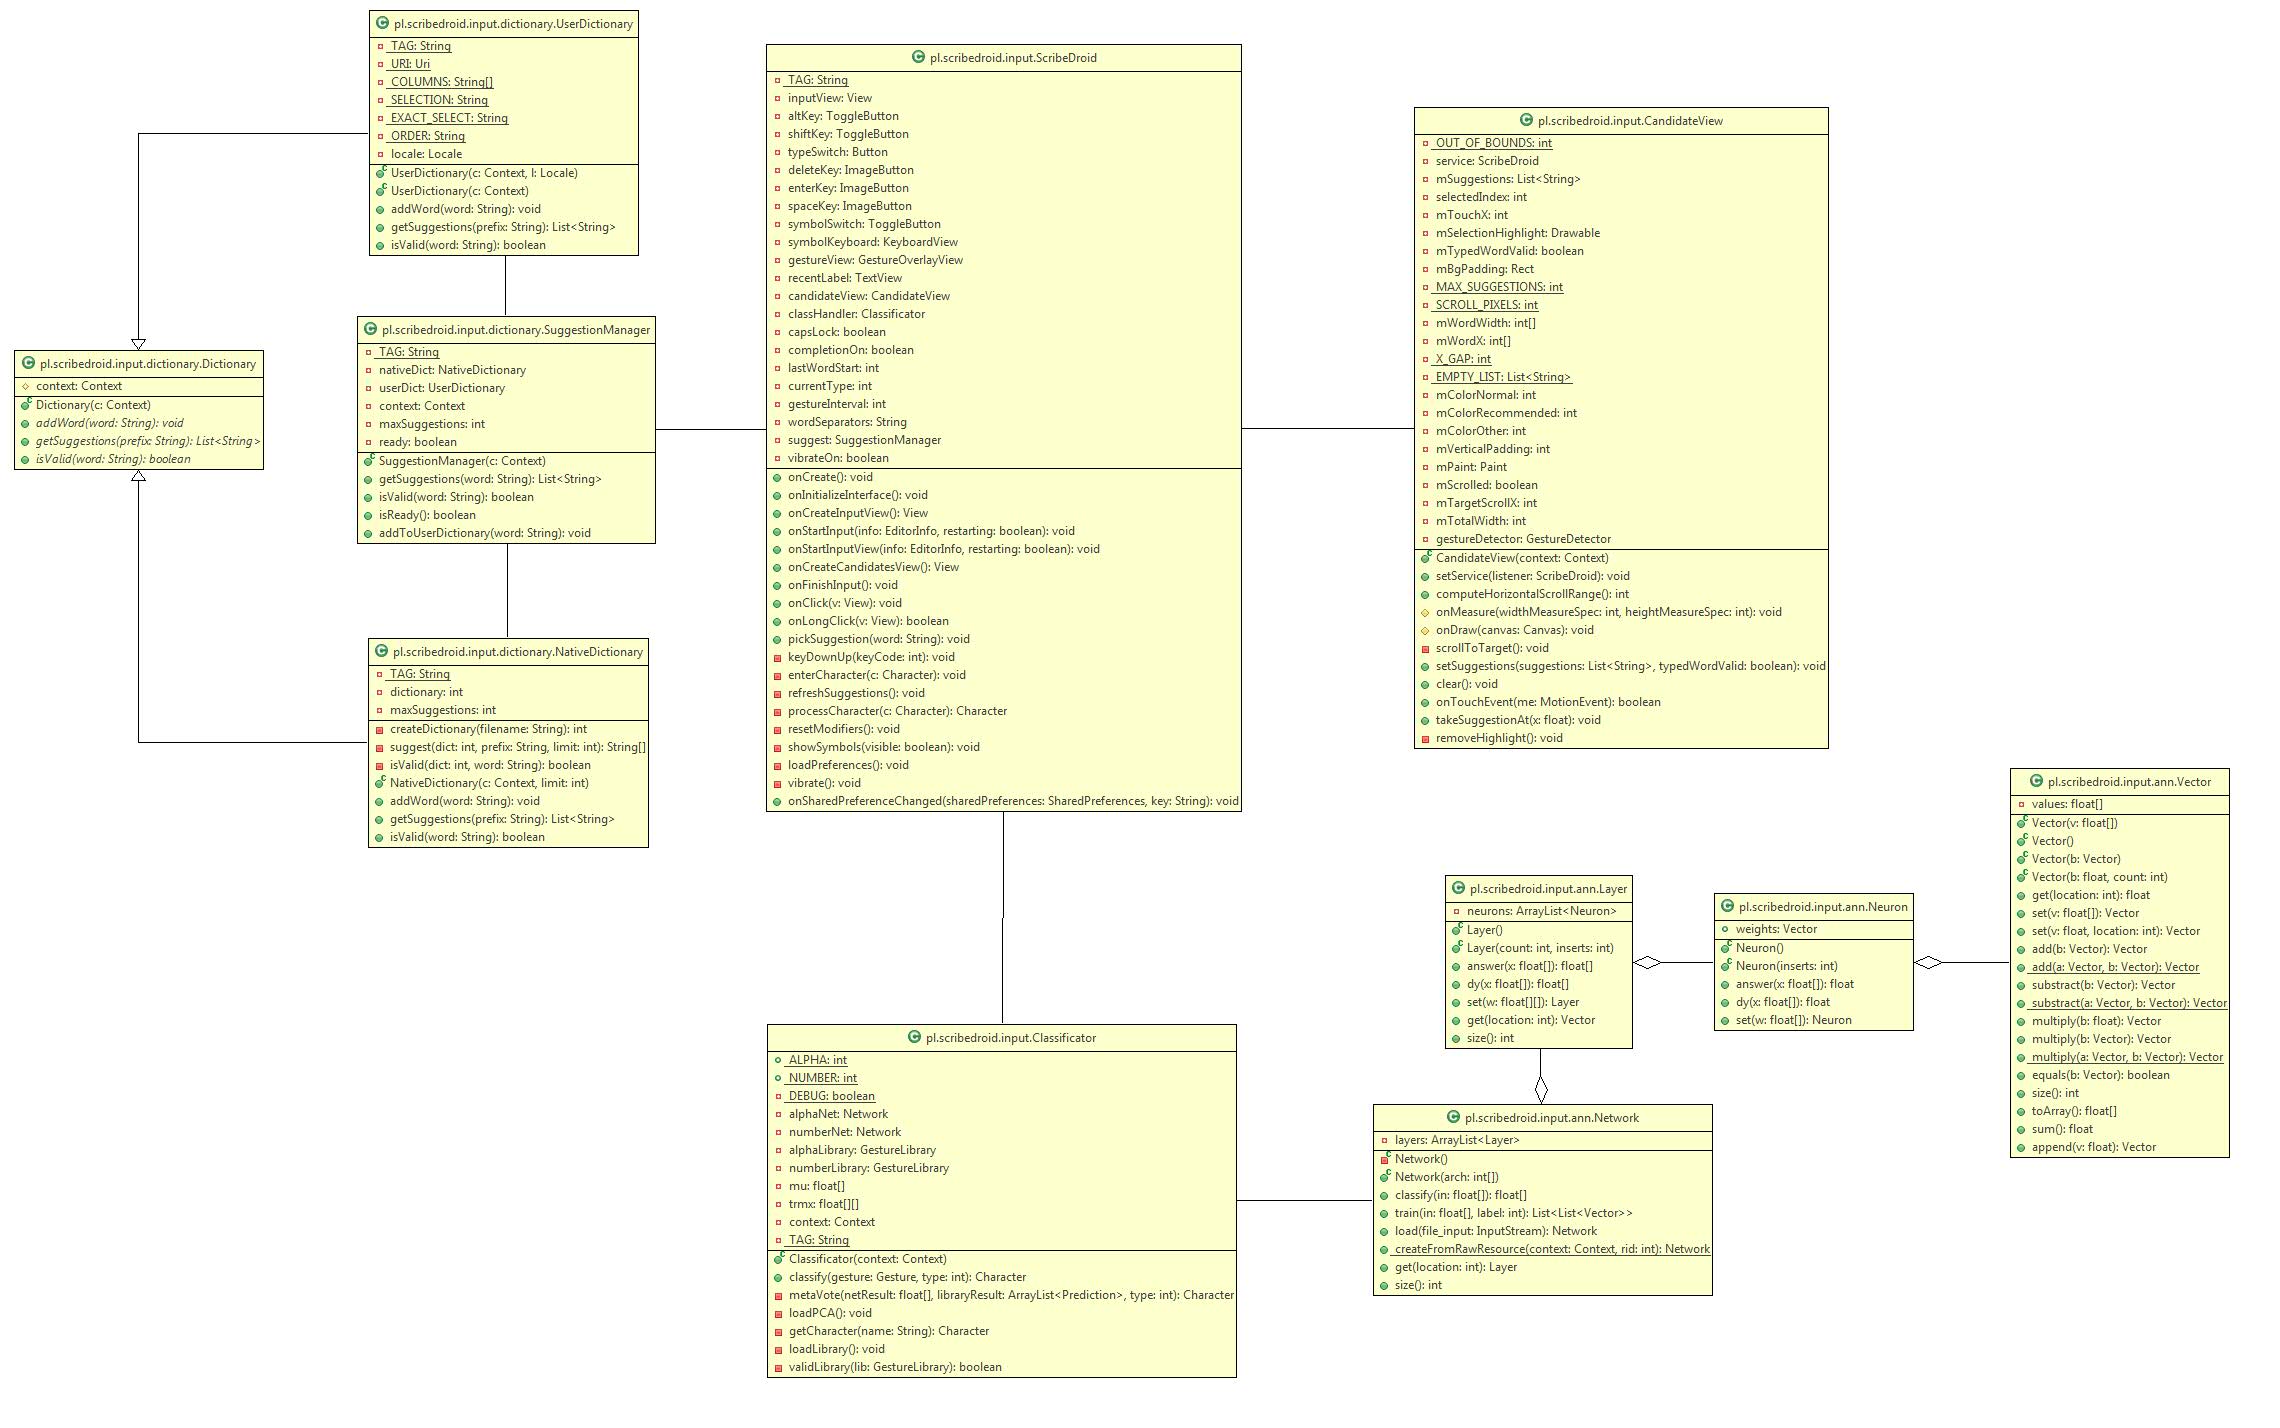 pl.scribedroid.input.dictionary.UserDictionary
TAG: String
URI: Uri
COLUMNS: String[]
SELECTION: String
EXACT_SELECT: String
ORDER: String
locale: Locale
UserDictionary(c: Context, l: Locale)
UserDictionary(c: Context)
addWord(word: String): void
getSuggestions(prefix: String): List<String>
isValid(word: String): boolean
pl.scribedroid.input.dictionary.Dictionary
context: Context
Dictionary(c: Context)
addWord(word: String): void
getSuggestions(prefix: String): List<String>
isValid(word: String): boolean
pl.scribedroid.input.dictionary.SuggestionManager
TAG: String
nativeDict: NativeDictionary
userDict: UserDictionary
context: Context
maxSuggestions: int
ready: boolean
SuggestionManager(c: Context)
getSuggestions(word: String): List<String>
isValid(word: String): boolean
isReady(): boolean
addToUserDictionary(word: String): void
pl.scribedroid.input.dictionary.NativeDictionary
TAG: String
dictionary: int
maxSuggestions: int
createDictionary(filename: String): int
suggest(dict: int, prefix: String, limit: int): String[]
isValid(dict: int, word: String): boolean
NativeDictionary(c: Context, limit: int)
addWord(word: String): void
getSuggestions(prefix: String): List<String>
isValid(word: String): boolean
pl.scribedroid.input.ScribeDroid
TAG: String
inputView: View
altKey: ToggleButton
shiftKey: ToggleButton
typeSwitch: Button
deleteKey: ImageButton
enterKey: ImageButton
spaceKey: ImageButton
symbolSwitch: ToggleButton
symbolKeyboard: KeyboardView
gestureView: GestureOverlayView
recentLabel: TextView
candidateView: CandidateView
classHandler: Classificator
capsLock: boolean
completionOn: boolean
lastWordStart: int
currentType: int
gestureInterval: int
wordSeparators: String
suggest: SuggestionManager
vibrateOn: boolean
onCreate(): void
onInitializeInterface(): void
onCreateInputView(): View
onStartInput(info: EditorInfo, restarting: boolean): void
onStartInputView(info: EditorInfo, restarting: boolean): void
onCreateCandidatesView(): View
onFinishInput(): void
onClick(v: View): void
onLongClick(v: View): boolean
pickSuggestion(word: String): void
keyDownUp(keyCode: int): void
enterCharacter(c: Character): void
refreshSuggestions(): void
processCharacter(c: Character): Character
resetModifiers(): void
showSymbols(visible: boolean): void
loadPreferences(): void
vibrate(): void
onSharedPreferenceChanged(sharedPreferences: SharedPreferences, key: String): void
pl.scribedroid.input.CandidateView
OUT_OF_BOUNDS: int
service: ScribeDroid
mSuggestions: List<String>
selectedIndex: int
mTouchX: int
mSelectionHighlight: Drawable
mTypedWordValid: boolean
mBgPadding: Rect
MAX_SUGGESTIONS: int
SCROLL_PIXELS: int
mWordWidth: int[]
mWordX: int[]
X_GAP: int
EMPTY_LIST: List<String>
mColorNormal: int
mColorRecommended: int
mColorOther: int
mVerticalPadding: int
mPaint: Paint
mScrolled: boolean
mTargetScrollX: int
mTotalWidth: int
gestureDetector: GestureDetector
CandidateView(context: Context)
setService(listener: ScribeDroid): void
computeHorizontalScrollRange(): int
onMeasure(widthMeasureSpec: int, heightMeasureSpec: int): void
onDraw(canvas: Canvas): void
scrollToTarget(): void
setSuggestions(suggestions: List<String>, typedWordValid: boolean): void
clear(): void
onTouchEvent(me: MotionEvent): boolean
takeSuggestionAt(x: float): void
removeHighlight(): void
pl.scribedroid.input.Classificator
ALPHA: int
NUMBER: int
DEBUG: boolean
alphaNet: Network
numberNet: Network
alphaLibrary: GestureLibrary
numberLibrary: GestureLibrary
mu: float[]
trmx: float[][]
context: Context
TAG: String
Classificator(context: Context)
classify(gesture: Gesture, type: int): Character
metaVote(netResult: float[], libraryResult: ArrayList<Prediction>, type: int): Character
loadPCA(): void
getCharacter(name: String): Character
loadLibrary(): void
validLibrary(lib: GestureLibrary): boolean
pl.scribedroid.input.ann.Layer
neurons: ArrayList<Neuron>
Layer()
Layer(count: int, inserts: int)
answer(x: float[]): float[]
dy(x: float[]): float[]
set(w: float[][]): Layer
get(location: int): Vector
size(): int
pl.scribedroid.input.ann.Neuron
weights: Vector
Neuron()
Neuron(inserts: int)
answer(x: float[]): float
dy(x: float[]): float
set(w: float[]): Neuron
pl.scribedroid.input.ann.Vector
values: float[]
Vector(v: float[])
Vector()
Vector(b: Vector)
Vector(b: float, count: int)
get(location: int): float
set(v: float[]): Vector
set(v: float, location: int): Vector
add(b: Vector): Vector
add(a: Vector, b: Vector): Vector
substract(b: Vector): Vector
substract(a: Vector, b: Vector): Vector
multiply(b: float): Vector
multiply(b: Vector): Vector
multiply(a: Vector, b: Vector): Vector
equals(b: Vector): boolean
size(): int
toArray(): float[]
sum(): float
append(v: float): Vector
pl.scribedroid.input.ann.Network
layers: ArrayList<Layer>
Network()
Network(arch: int[])
classify(in: float[]): float[]
train(in: float[], label: int): List<List<Vector>>
load(file_input: InputStream): Network
createFromRawResource(context: Context, rid: int): Network
get(location: int): Layer
size(): int